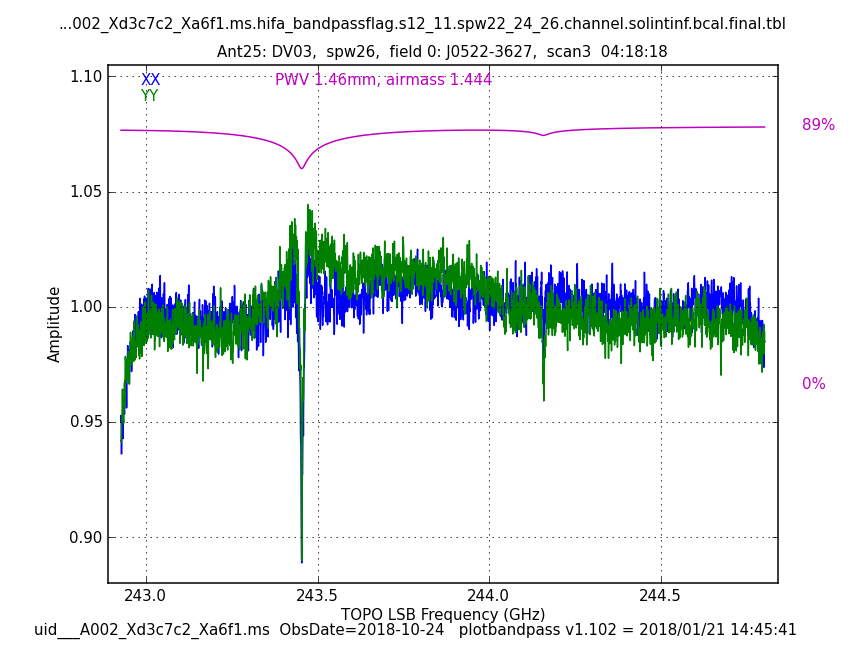 ...002_Xd3c7c2_Xa6f1.ms.hifa_bandpassflag.s12_11.spw22_24_26.channel.solintinf.bcal.final.tbl
Ant25: DV03, spw26, field 0: J0522-3627, scan3 04:18:18
XX
YY
PWV 1.46mm, airmass 1.444
1.10
1.05
1.00
0.95
0.90
Amplitude
89%
0%
243.0 243.5 244.0 244.5
TOPO LSB Frequency (GHz)
uid___A002_Xd3c7c2_Xa6f1.ms ObsDate=2018-10-24 plotbandpass v1.102 = 2018/01/21 14:45:41